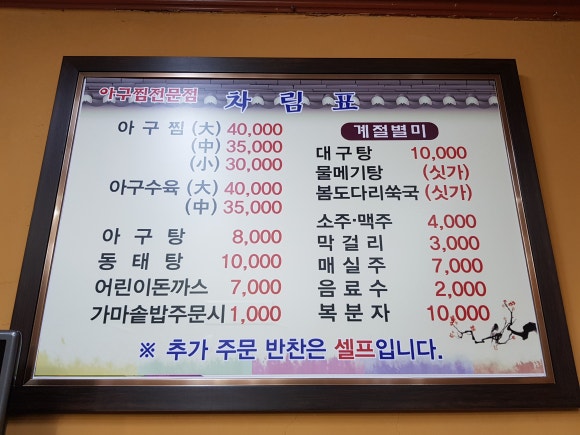 아구찜전문점 차림표
아구찜 (大) 40,000
(中) 35,000
(小) 30,000
아구수육 (大) 40,000
(中) 35,000
아구탕 8,000
동태탕 10,000
어린이돈까스 7,000
가마솥밥주문시 1,000
계절별미
대구탕 10,000
물메기탕 (싯가)
봄도다리쑥국 (싯가)
소주·맥주 4,000
막걸리 3,000
매실주 7,000
음료수 2,000
복분자 10,000
※ 추가 주문 반찬은 셀프입니다.